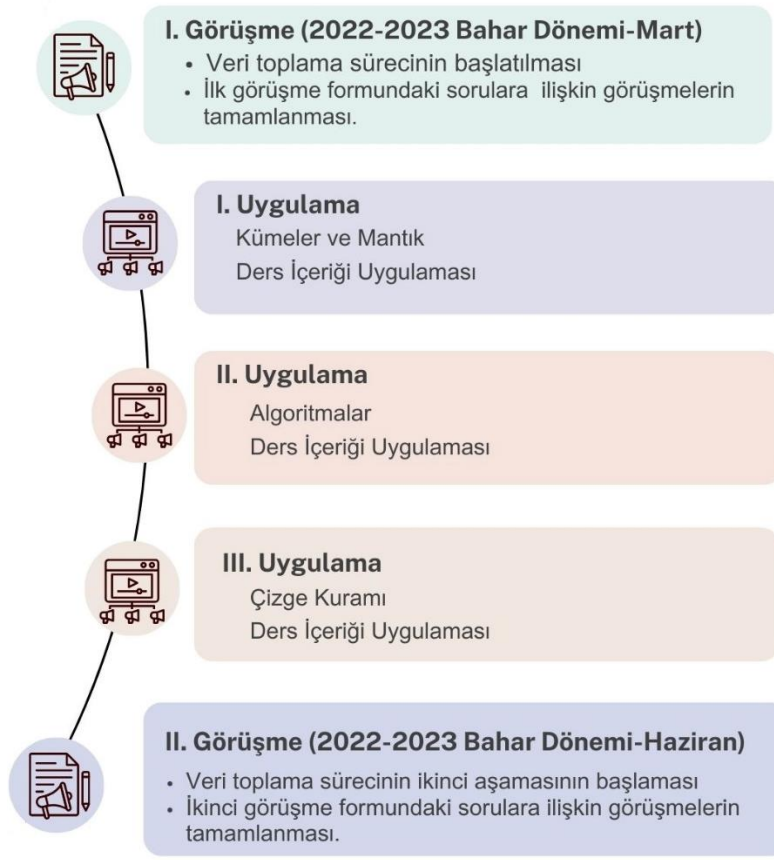 I. Görüşme (2022-2023 Bahar Dönemi-Mart)
• Veri toplama sürecinin başlatılması
• İlk görüşme formundaki sorulara ilişkin görüşmelerin
tamamlanması.
I. Uygulama
Kümeler ve Mantık
Ders İçeriği Uygulaması
II. Uygulama
Algoritmalar
Ders İçeriği Uygulaması
III. Uygulama
Çizge Kuramı
Ders İçeriği Uygulaması
II. Görüşme (2022-2023 Bahar Dönemi-Haziran)
• Veri toplama sürecinin ikinci aşamasının başlaması
• İkinci görüşme formundaki sorulara ilişkin görüşmelerin
tamamlanması.